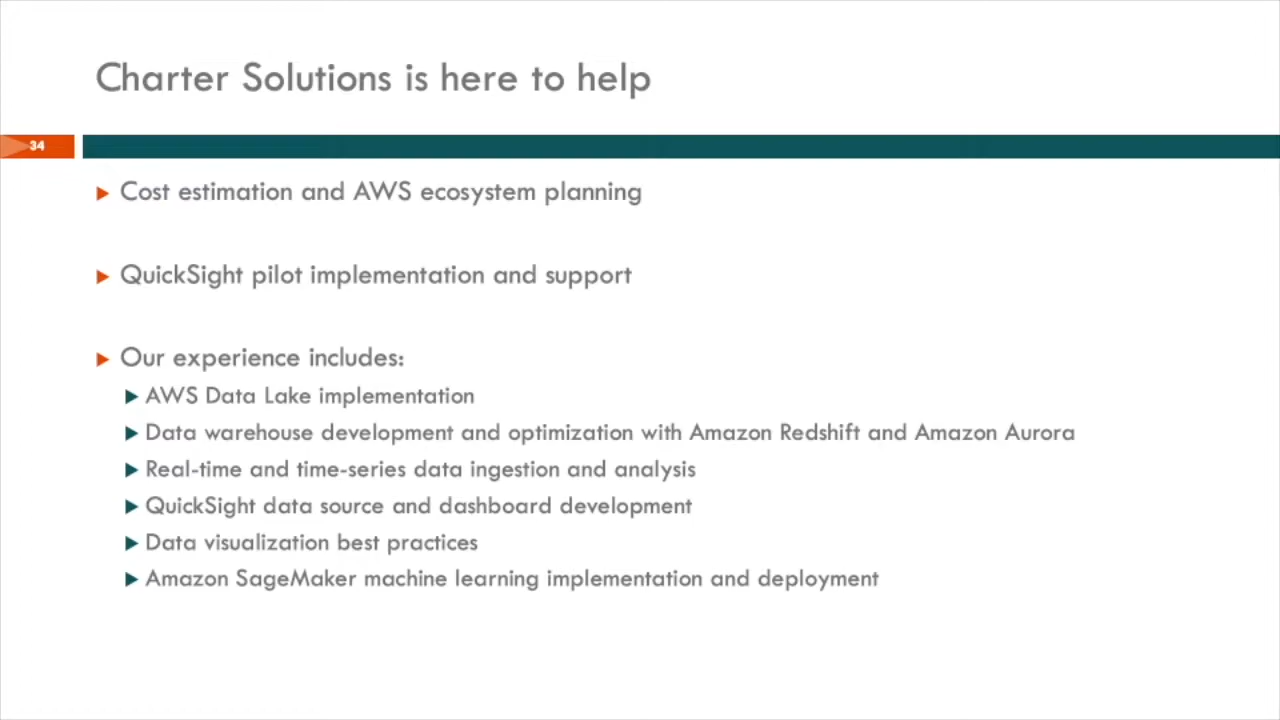 Charter Solutions is here to help
34
Cost estimation and AWS ecosystem planning
QuickSight pilot implementation and support
Our experience includes:
AWS Data Lake implementation
Data warehouse development and optimization with Amazon Redshift and Amazon Aurora
Real-time and time-series data ingestion and analysis
QuickSight data source and dashboard development
Data visualization best practices
Amazon SageMaker machine learning implementation and deployment